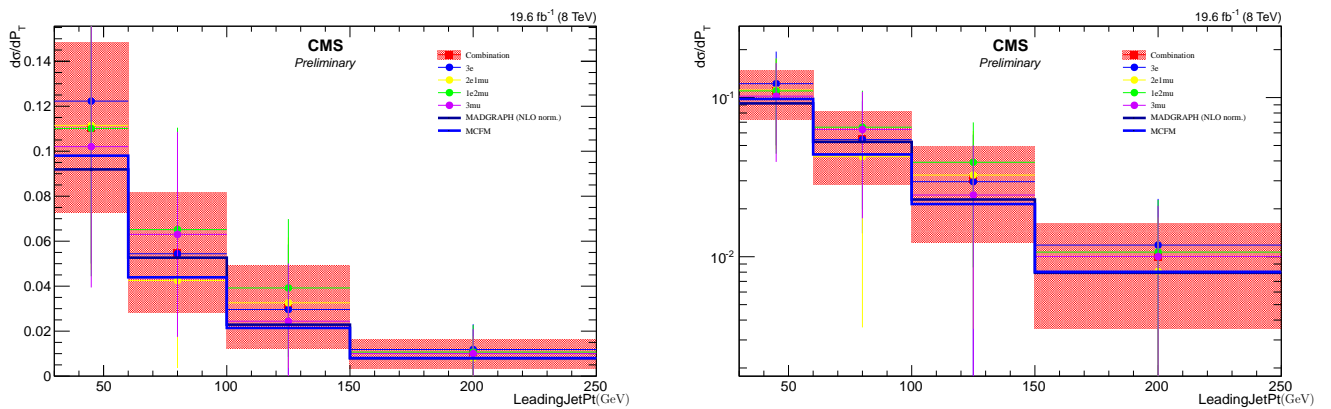 19.6 fb⁻¹ (8 TeV)
dσ/dP_T
CMS
Preliminary
Combination
3e
2e1mu
1e2mu
3mu
MADGRAPH (NLO norm.)
MCFM
0.14
0.12
0.1
0.08
0.06
0.04
0.02
0
50 100 150 200 250
LeadingJetPt(GeV)
19.6 fb⁻¹ (8 TeV)
dσ/dP_T
CMS
Preliminary
Combination
3e
2e1mu
1e2mu
3mu
MADGRAPH (NLO norm.)
MCFM
10⁻¹
10⁻²
50 100 150 200 250
LeadingJetPt(GeV)